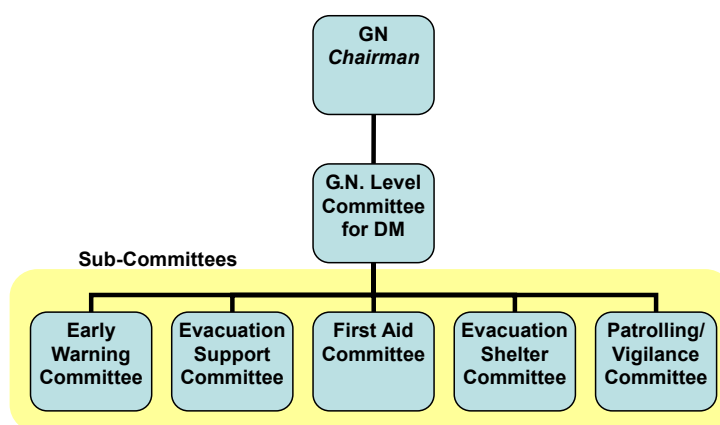 GN
Chairman
G.N. Level
Committee
for DM
Sub-Committees
Early
Warning
Committee
Evacuation
Support
Committee
First Aid
Committee
Evacuation
Shelter
Committee
Patrolling/
Vigilance
Committee